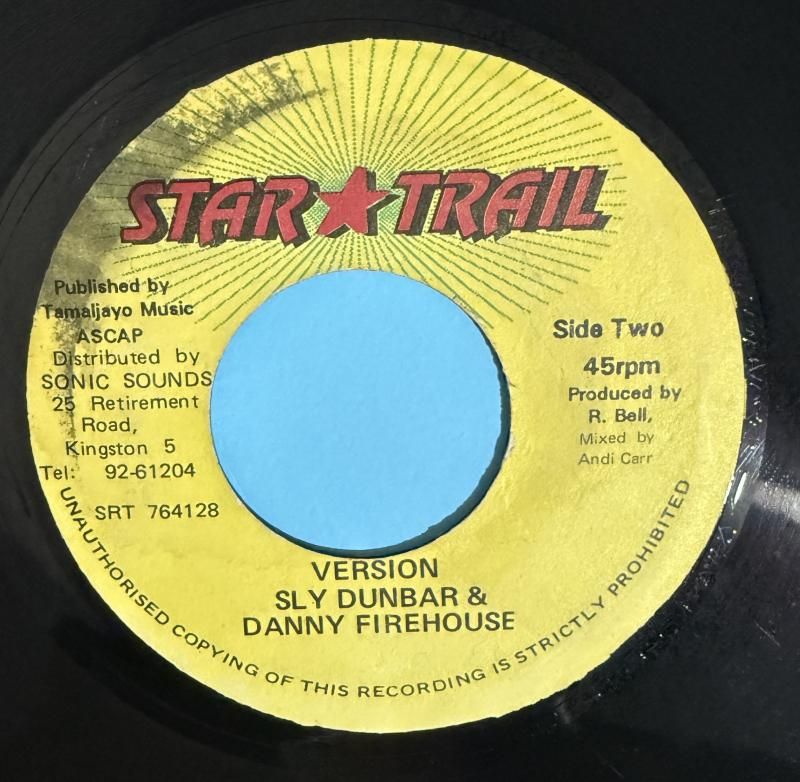 STAR TRAIL
Published by
Tamaljayo Music
ASCAP
Distributed by
SONIC SOUNDS
25 Retirement
Road,
Kingston 5
Tel: 92-61204
SRT 764128
Side Two
45rpm
Produced by
R. Bell,
Mixed by
Andi Carr
VERSION
SLY DUNBAR &
DANNY FIREHOUSE
UNAUTHORISED COPYING OF THIS RECORDING IS STRICTLY PROHIBITED